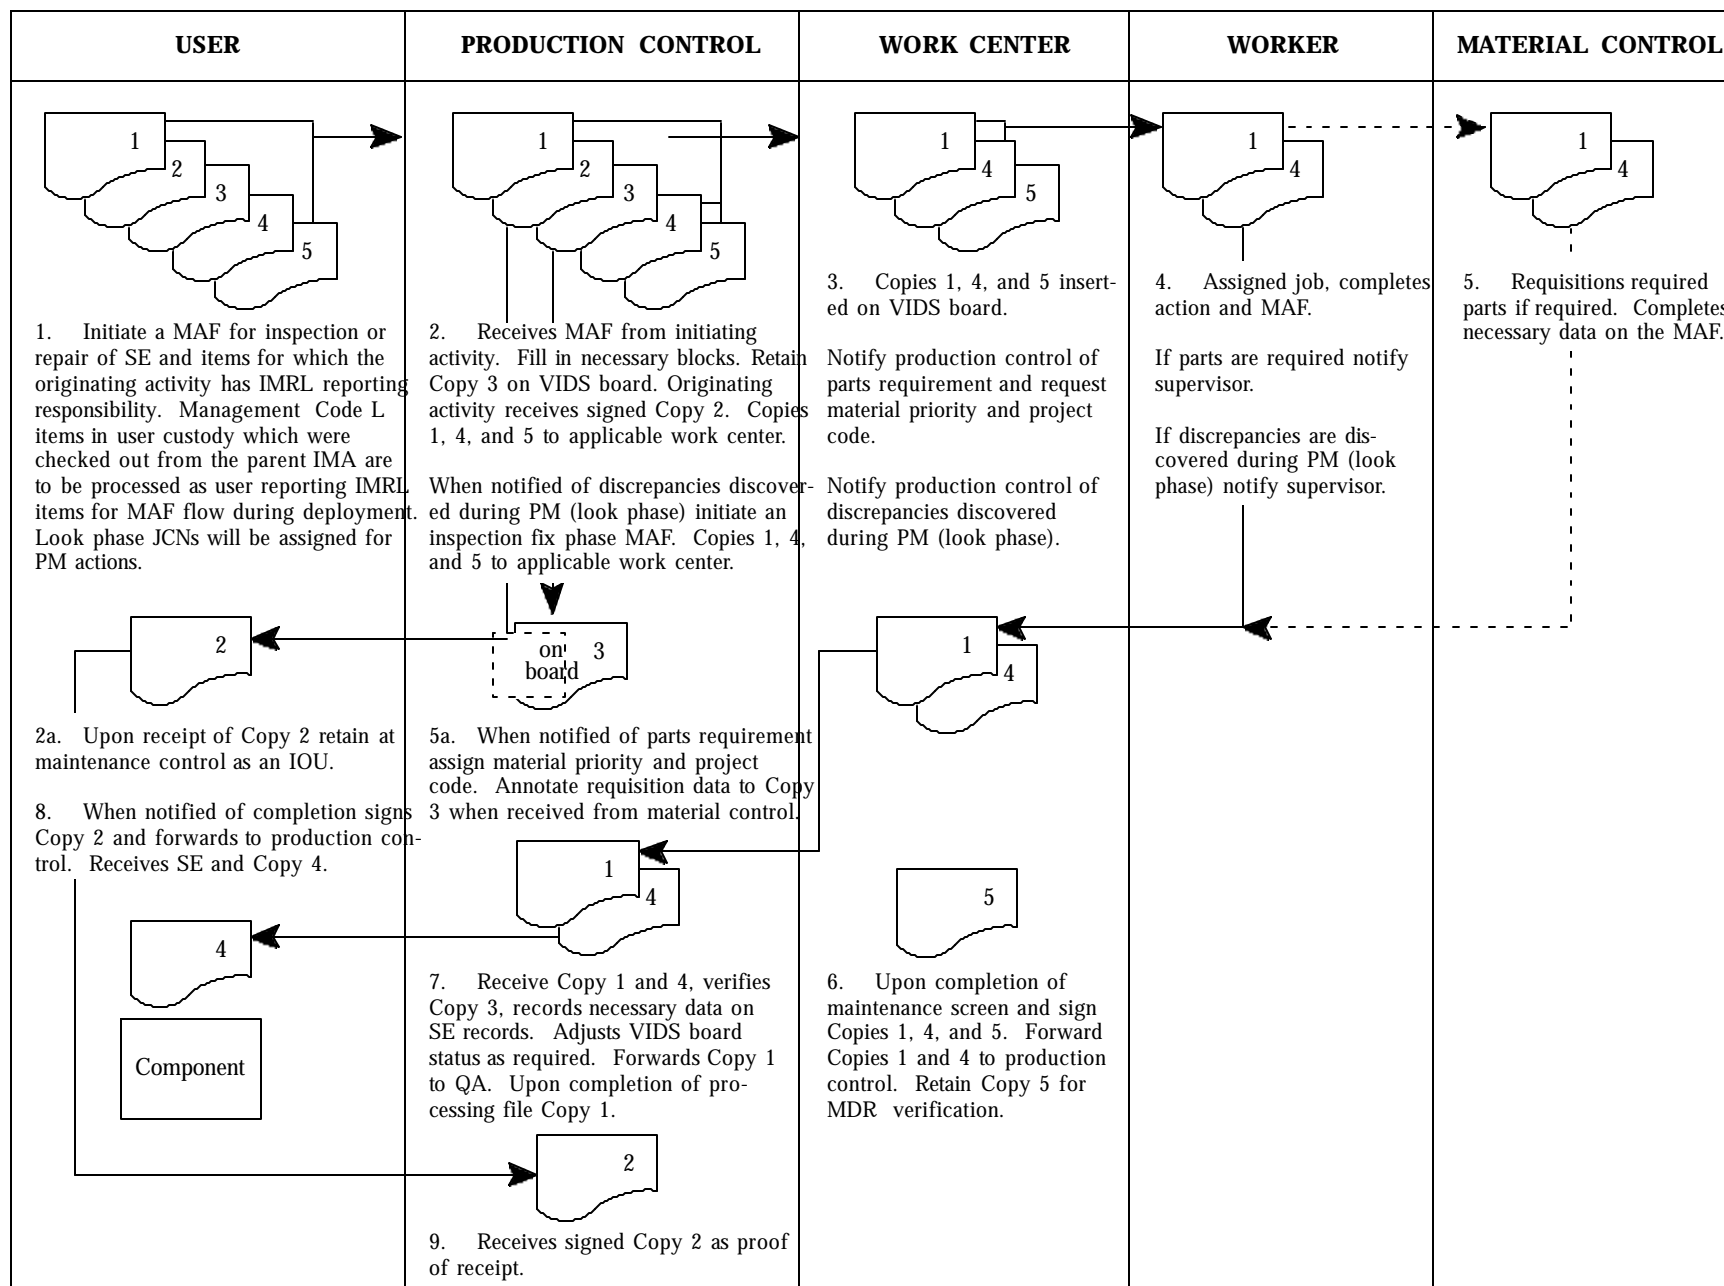 USER
PRODUCTION CONTROL
WORK CENTER
WORKER
MATERIAL CONTROL
1
2
3
4
5
1
2
3
4
5
1
4
5
1
4
1
4
1. Initiate a MAF for inspection or
repair of SE and items for which the
originating activity has IMRL reporting
responsibility. Management Code L
items in user custody which were
checked out from the parent IMA are
to be processed as user reporting IMRL
items for MAF flow during deployment.
Look phase JCNs will be assigned for
PM actions.
2. Receives MAF from initiating
activity. Fill in necessary blocks. Retain
Copy 3 on VIDS board. Originating
activity receives signed Copy 2. Copies
1, 4, and 5 to applicable work center.
When notified of discrepancies discover-
ed during PM (look phase) initiate an
inspection fix phase MAF. Copies 1, 4,
and 5 to applicable work center.
3. Copies 1, 4, and 5 insert-
ed on VIDS board.
Notify production control of
parts requirement and request
material priority and project
code.
Notify production control of
discrepancies discovered
during PM (look phase).
4. Assigned job, completes
action and MAF.
If parts are required notify
supervisor.
If discrepancies are dis-
covered during PM (look
phase) notify supervisor.
5. Requisitions required
parts if required. Completes
necessary data on the MAF.
2
on
board
3
1
4
2a. Upon receipt of Copy 2 retain at
maintenance control as an IOU.
8. When notified of completion signs
Copy 2 and forwards to production con-
trol. Receives SE and Copy 4.
5a. When notified of parts requirement
assign material priority and project
code. Annotate requisition data to Copy
3 when received from material control.
1
4
5
4
Component
7. Receive Copy 1 and 4, verifies
Copy 3, records necessary data on
SE records. Adjusts VIDS board
status as required. Forwards Copy 1
to QA. Upon completion of pro-
cessing file Copy 1.
6. Upon completion of
maintenance screen and sign
Copies 1, 4, and 5. Forward
Copies 1 and 4 to production
control. Retain Copy 5 for
MDR verification.
2
9. Receives signed Copy 2 as proof
of receipt.